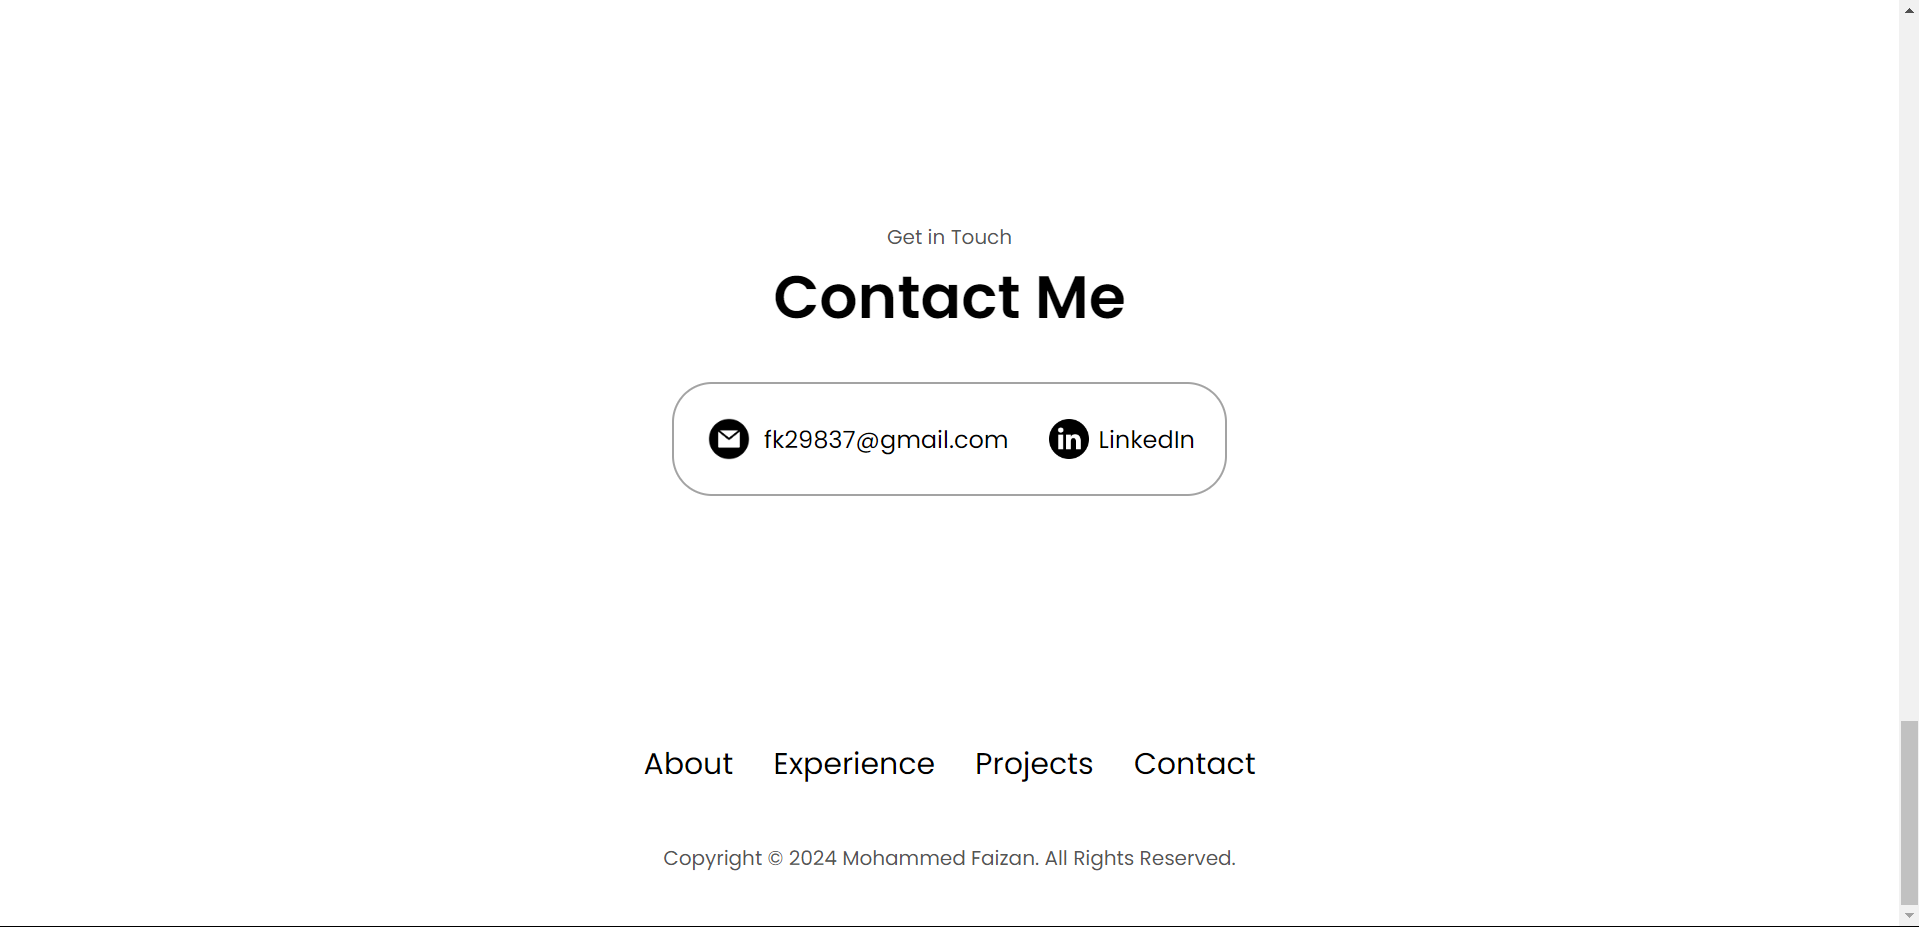 Get in Touch
Contact Me
fk29837@gmail.com LinkedIn
About Experience Projects Contact
Copyright © 2024 Mohammed Faizan. All Rights Reserved.